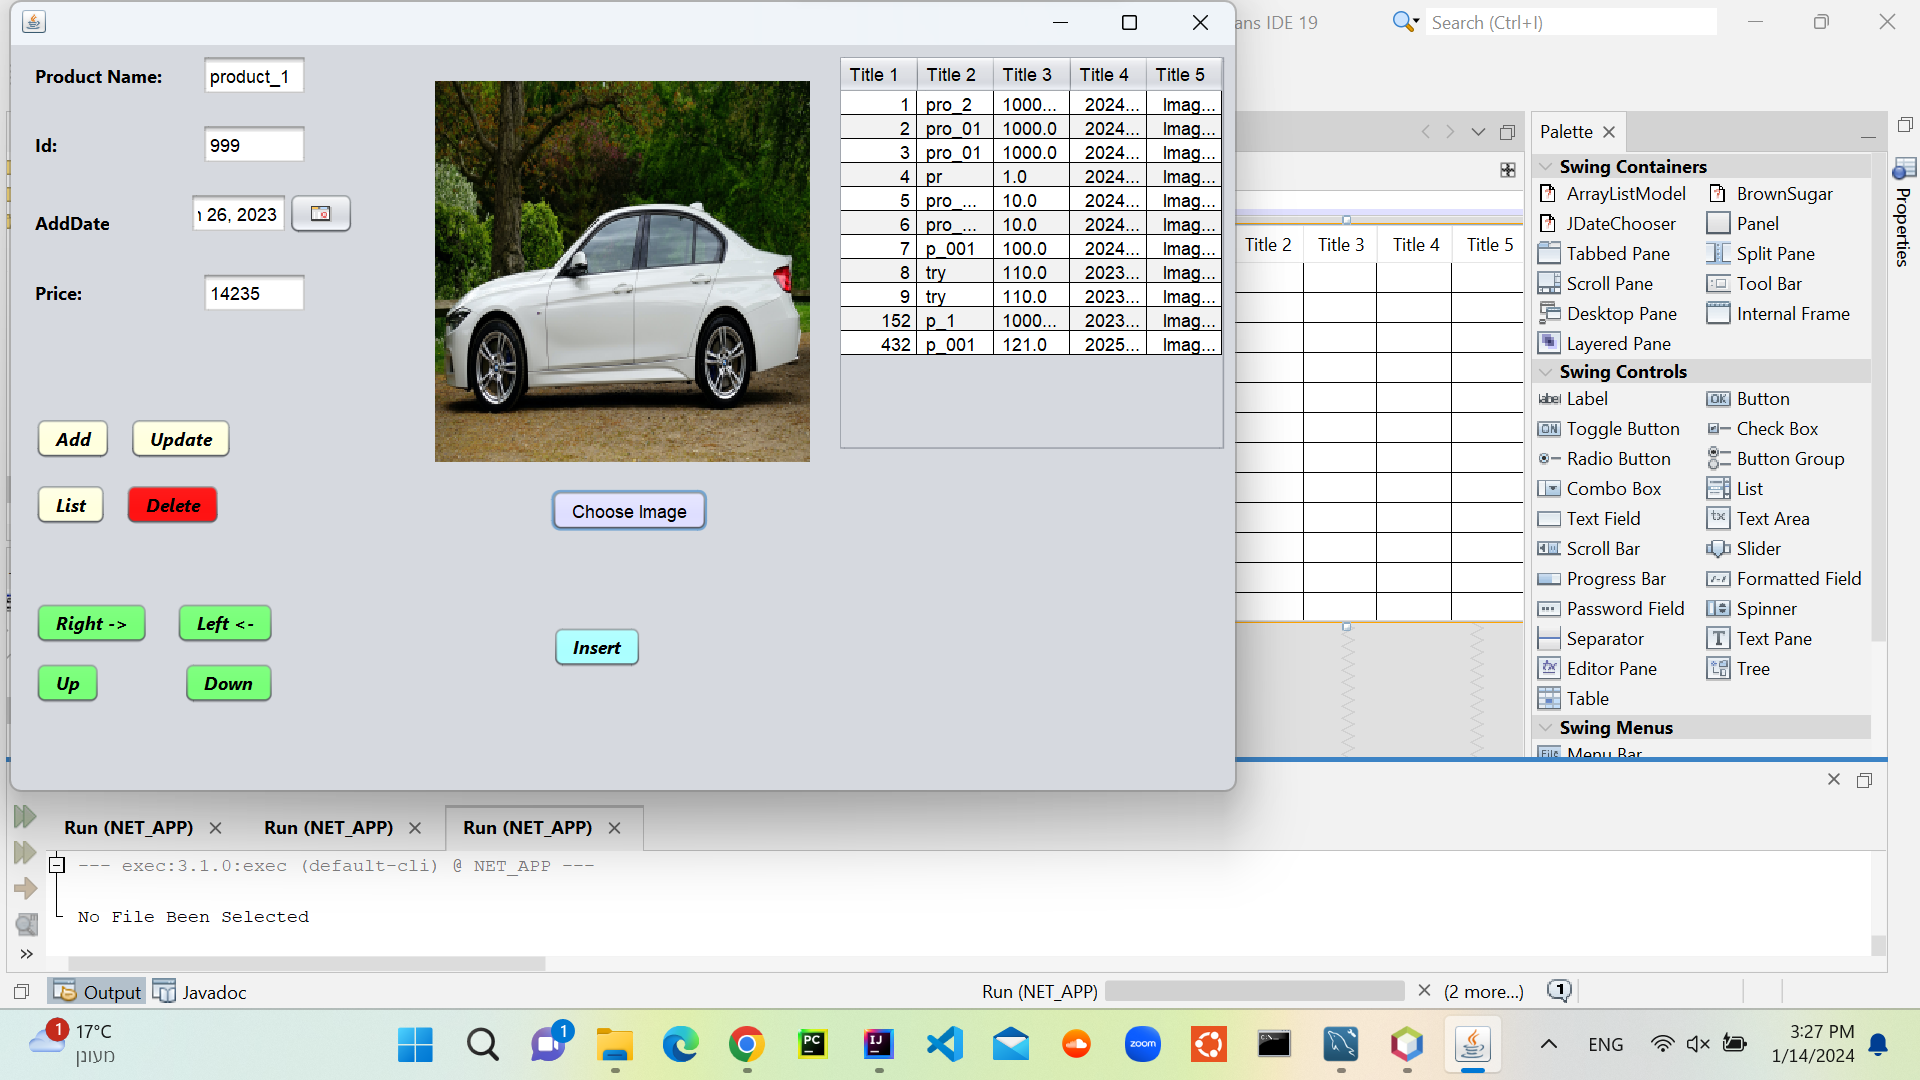 ans IDE 19
Search (Ctrl+I)
Product Name:
product_1
Id:
999
AddDate
26, 2023
Price:
14235
Add
Update
List
Delete
Choose Image
Right ->
Left <-
Up
Down
Insert
Title 1 Title 2 Title 3 Title 4 Title 5
1 pro_2 1000... 2024... Imag...
2 pro_01 1000.0 2024... Imag...
3 pro_01 1000.0 2024... Imag...
4 pr 1.0 2024... Imag...
5 pro_... 10.0 2024... Imag...
6 pro_... 10.0 2024... Imag...
7 p_001 100.0 2024... Imag...
8 try 110.0 2023... Imag...
9 try 110.0 2023... Imag...
152 p_1 1000... 2023... Imag...
432 p_001 121.0 2025... Imag...
Title 2 Title 3 Title 4 Title 5
Palette
Swing Containers
ArrayListModel BrownSugar
JDateChooser Panel
Tabbed Pane Split Pane
Scroll Pane Tool Bar
Desktop Pane Internal Frame
Layered Pane
Swing Controls
label Label OK Button
ON Toggle Button Check Box
Radio Button Button Group
Combo Box List
Text Field Text Area
Scroll Bar Slider
Progress Bar Formatted Field
Password Field Spinner
Separator Text Pane
Editor Pane Tree
Table
Swing Menus
File Menu Bar
Properties
Run (NET_APP) Run (NET_APP) Run (NET_APP)
--- exec:3.1.0:exec (default-cli) @ NET_APP ---
No File Been Selected
Output Javadoc
Run (NET_APP) (2 more...) 1
1 17°C
מעונן
1
PC
IJ
zoom
ENG
3:27 PM
1/14/2024